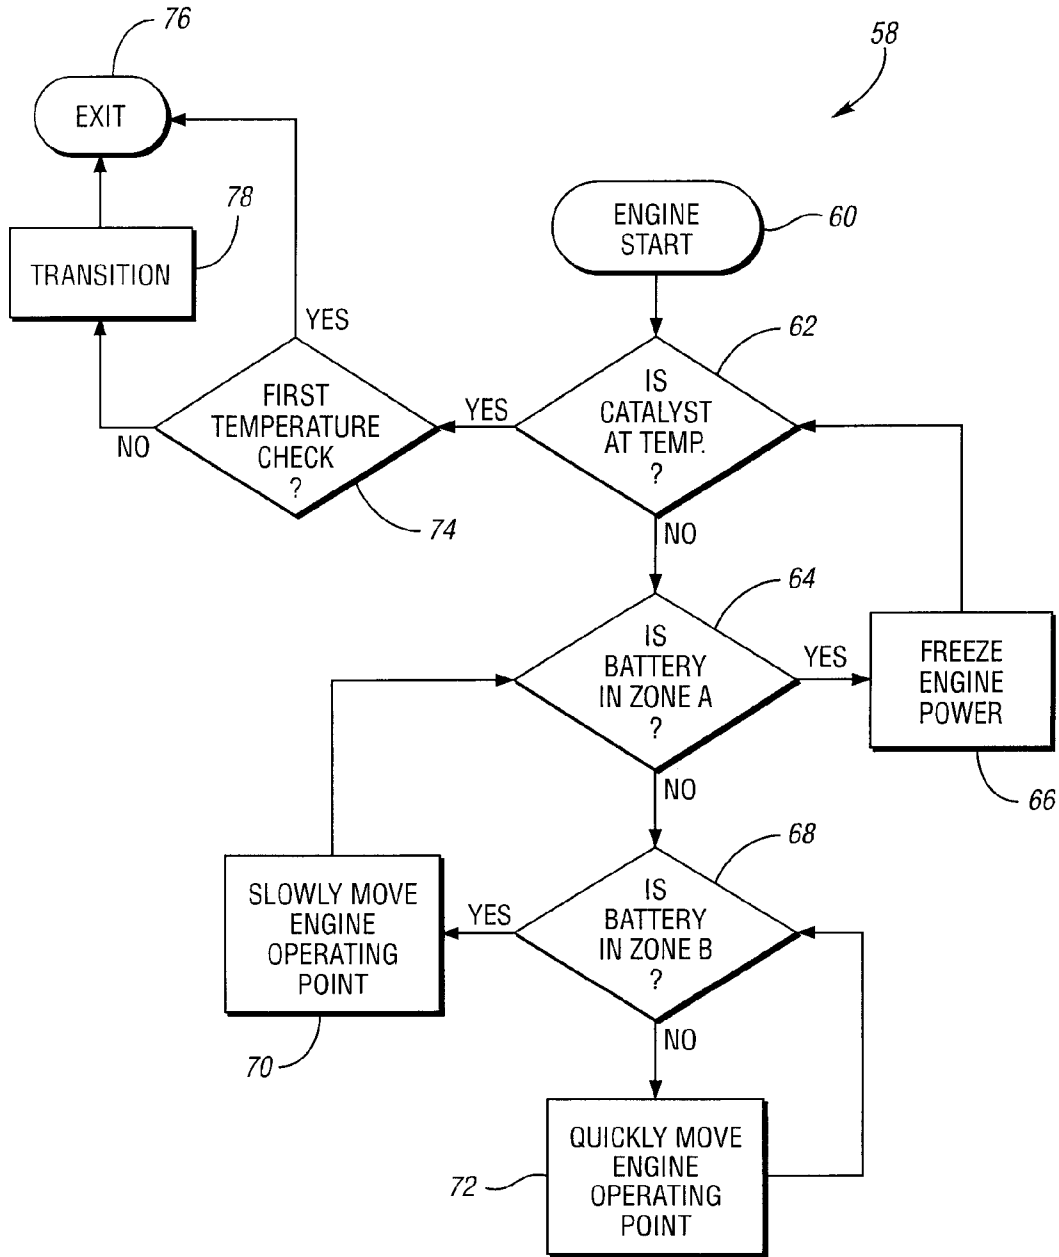 76
58
EXIT
78
ENGINE
START
60
TRANSITION
YES
62
FIRST
TEMPERATURE
CHECK
?
YES
IS
CATALYST
AT TEMP.
?
NO
74
NO
64
IS
BATTERY
IN ZONE A
?
YES
FREEZE
ENGINE
POWER
NO
66
68
SLOWLY MOVE
ENGINE
OPERATING
POINT
YES
IS
BATTERY
IN ZONE B
?
NO
70
QUICKLY MOVE
ENGINE
OPERATING
POINT
72